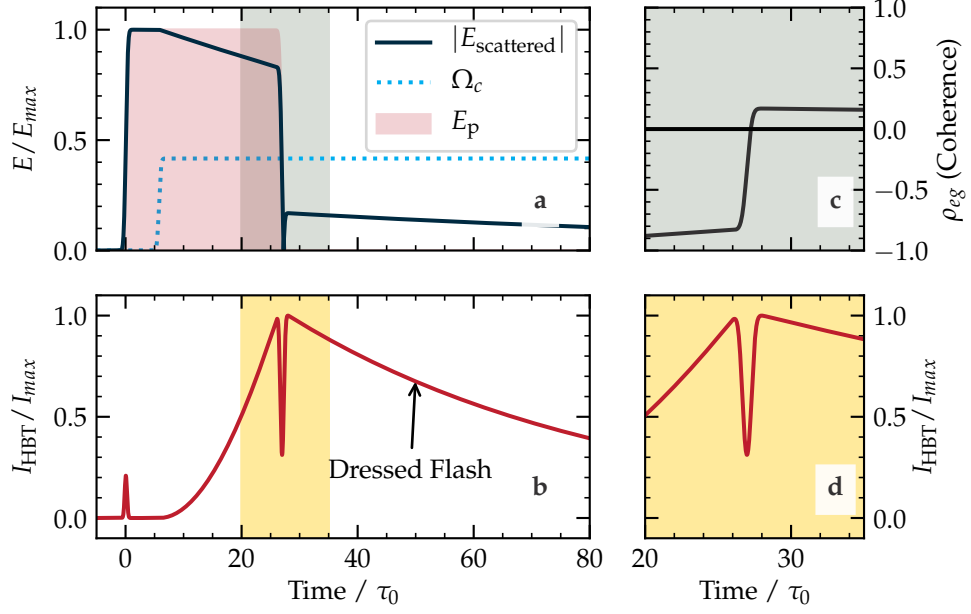 1.0
0.5
0.0
E/E_max
|E_scattered|
Ω_c
E_p
a
1.0
0.5
0.0
−0.5
−1.0
ρ_eg (Coherence)
c
1.0
0.5
0.0
I_HBT/I_max
Dressed Flash
b
0 20 40 60 80
Time / τ_0
1.0
0.5
0.0
I_HBT/I_max
d
20 30
Time / τ_0